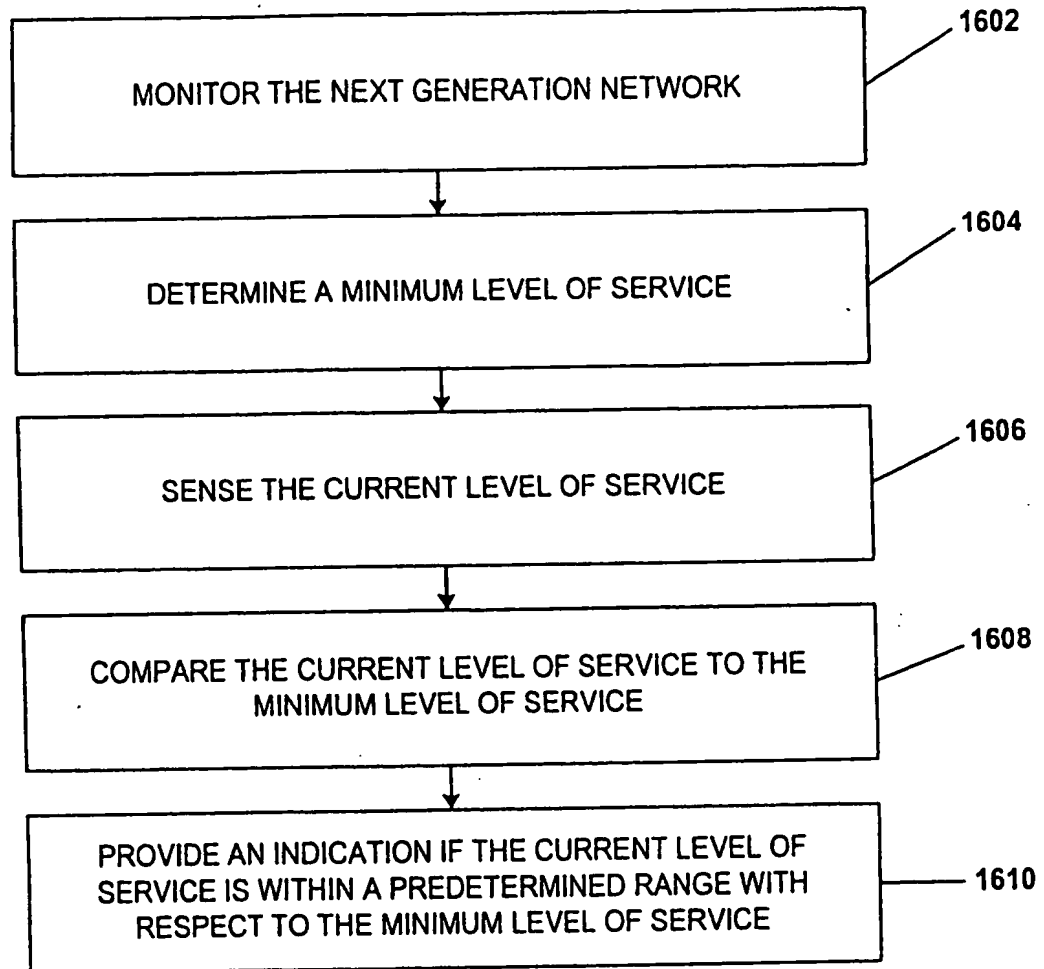 1602
MONITOR THE NEXT GENERATION NETWORK
1604
DETERMINE A MINIMUM LEVEL OF SERVICE
1606
SENSE THE CURRENT LEVEL OF SERVICE
1608
COMPARE THE CURRENT LEVEL OF SERVICE TO THE
MINIMUM LEVEL OF SERVICE
PROVIDE AN INDICATION IF THE CURRENT LEVEL OF
SERVICE IS WITHIN A PREDETERMINED RANGE WITH
RESPECT TO THE MINIMUM LEVEL OF SERVICE
1610